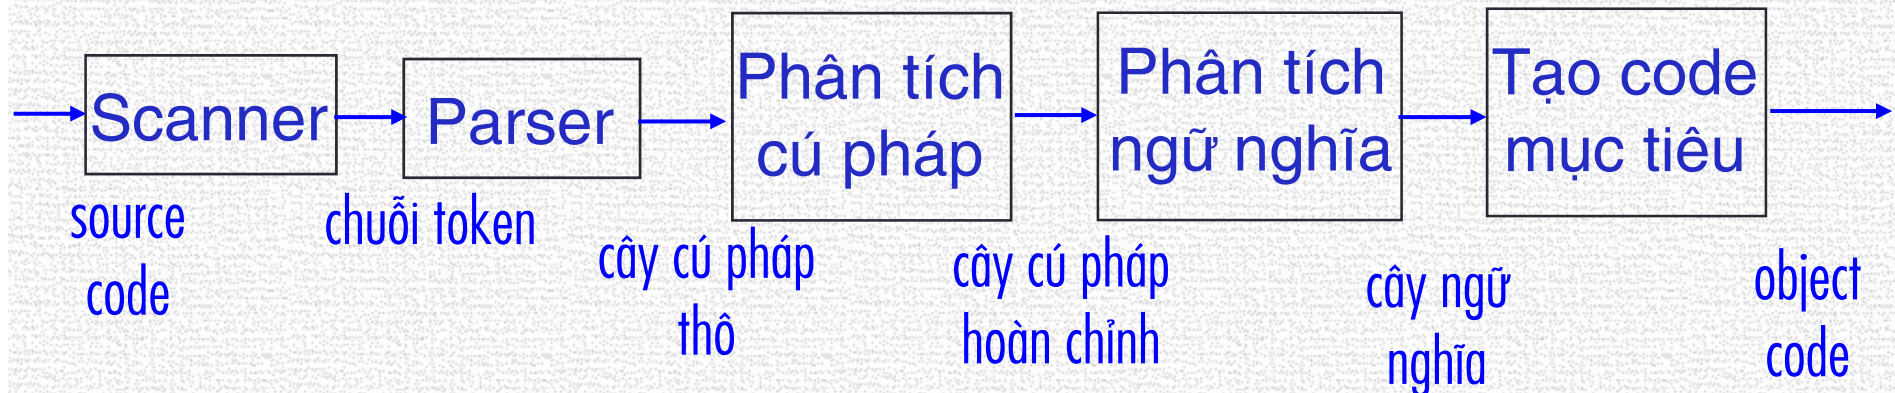 Scanner
Parser
Phân tích
cú pháp
Phân tích
ngữ nghĩa
Tạo code
mục tiêu
source
code
chuỗi token
cây cú pháp
thô
cây cú pháp
hoàn chỉnh
cây ngữ
nghĩa
object
code